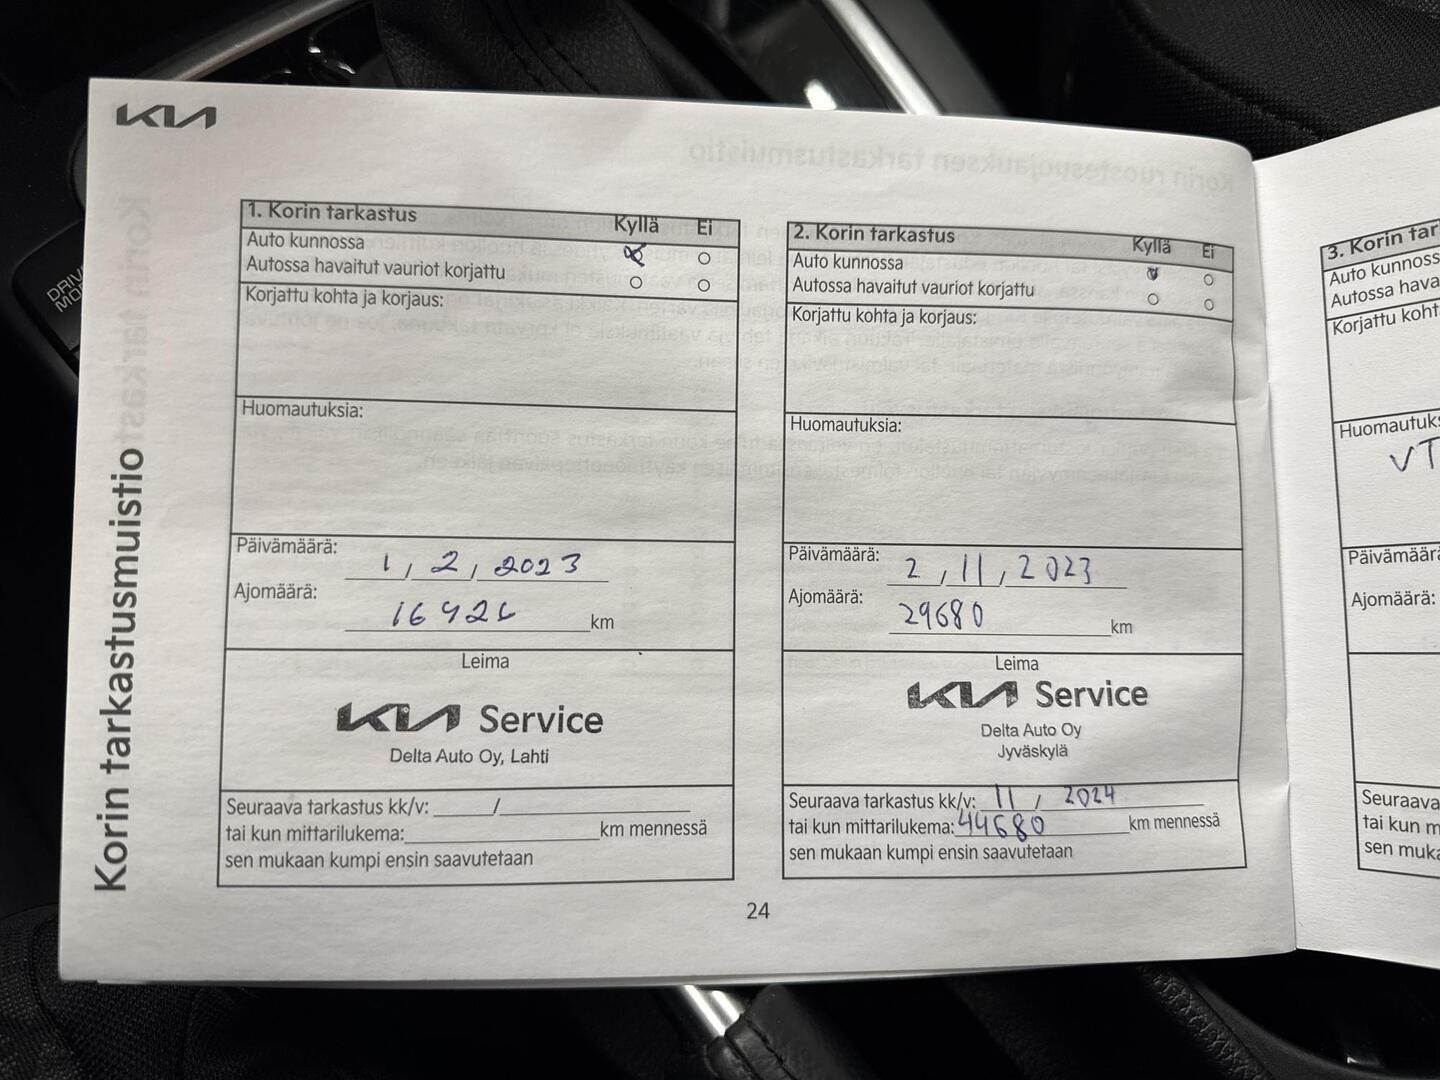 KIA
Korin tarkastusmuistio
DRIVE
1. Korin tarkastus
Kyllä Ei
Auto kunnossa
Autossa havaitut vauriot korjattu
Korjattu kohta ja korjaus:
Huomautuksia:
Päivämäärä: 1, 2, 2023
Ajomäärä:
km
Leima
KIA Service
Delta Auto Oy, Lahti
Seuraava tarkastus kk/v: /
tai kun mittarilukema: km mennessä
sen mukaan kumpi ensin saavutetaan
2. Korin tarkastus
Kyllä Ei
Auto kunnossa
Autossa havaitut vauriot korjattu
Korjattu kohta ja korjaus:
Huomautuksia:
Päivämäärä: 2, 11, 2023
Ajomäärä: 29680 km
Leima
KIA Service
Delta Auto Oy
Jyväskylä
Seuraava tarkastus kk/v: 11 / 2024
tai kun mittarilukema: 44680 km mennessä
sen mukaan kumpi ensin saavutetaan
24
3. Korin tar
Auto kunnoss
Autossa hava
Korjattu koht
Huomautuks
VT
Päivämäärä
Ajomäärä:
Seuraava
tai kun m
sen muka